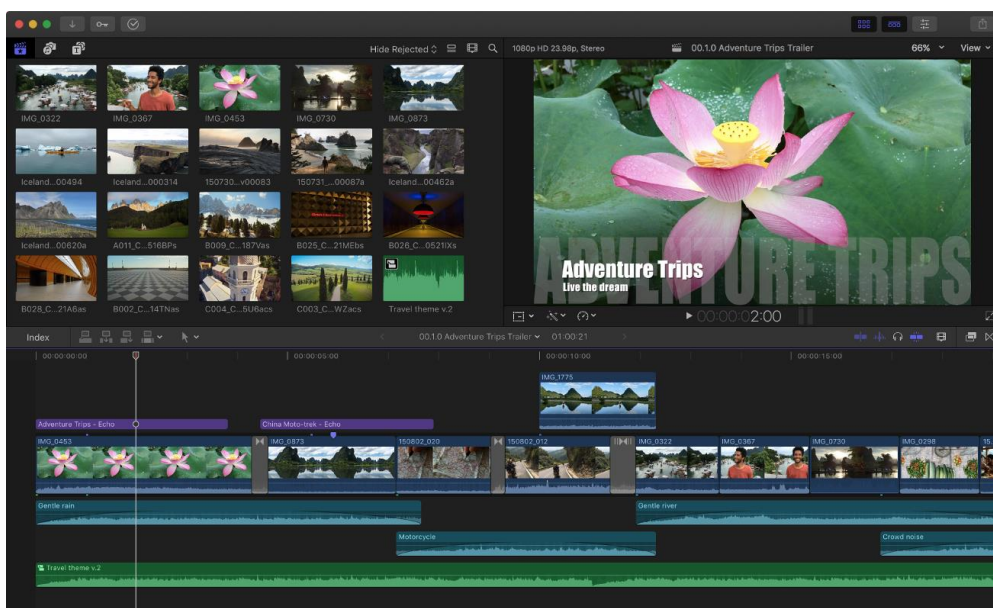 Hide Rejected
1080p HD 23.98p, Stereo
00.1.0 Adventure Trips Trailer
66%
View
IMG_0322
IMG_0367
IMG_0453
IMG_0730
IMG_0873
Iceland...00494
Iceland...000314
150730...v00083
150731_...00087a
Iceland...00462a
Iceland...00620a
A011_C...516BPs
B009_C...187Vas
B025_C...21MEbs
B026_C...0521IXs
B028_C...21A6as
B002_C...14TNas
C004_C...5U6acs
C003_C...WZacs
Travel theme v.2
ADVENTURE TRIPS
Adventure Trips
Live the dream
00:00:02:00
Index
00.1.0 Adventure Trips Trailer
01:00:21
00:00:00:00
00:00:05:00
00:00:10:00
00:00:15:00
IMG_1775
Adventure Trips - Echo
China Moto-trek - Echo
IMG_0453
IMG_0873
150802_020
150802_012
IMG_0322
IMG_0367
IMG_0730
IMG_0298
15
Gentle rain
Gentle river
Motorcycle
Crowd noise
Travel theme v.2